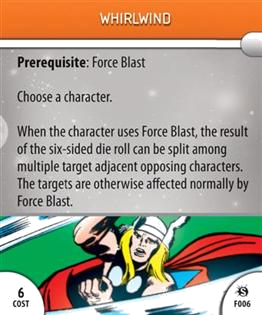 WHIRLWIND
Prerequisite: Force Blast
Choose a character.
When the character uses Force Blast, the result
of the six-sided die roll can be split among
multiple target adjacent opposing characters.
The targets are otherwise affected normally by
Force Blast.
6
COST
F006